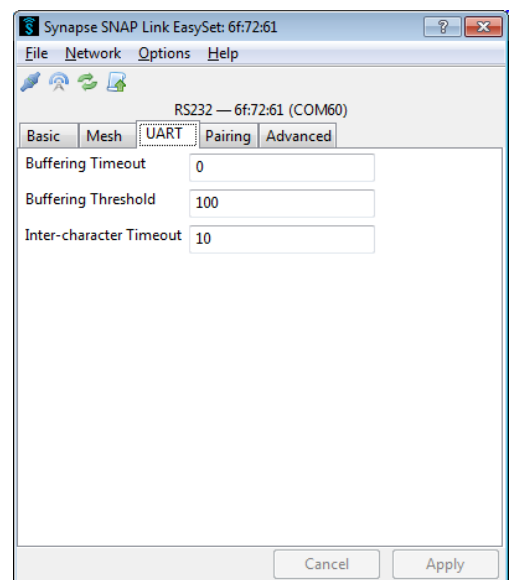 Synapse SNAP Link EasySet: 6f:72:61
File Network Options Help
RS232 — 6f:72:61 (COM60)
Basic Mesh UART Pairing Advanced
Buffering Timeout 0
Buffering Threshold 100
Inter-character Timeout 10
Cancel Apply